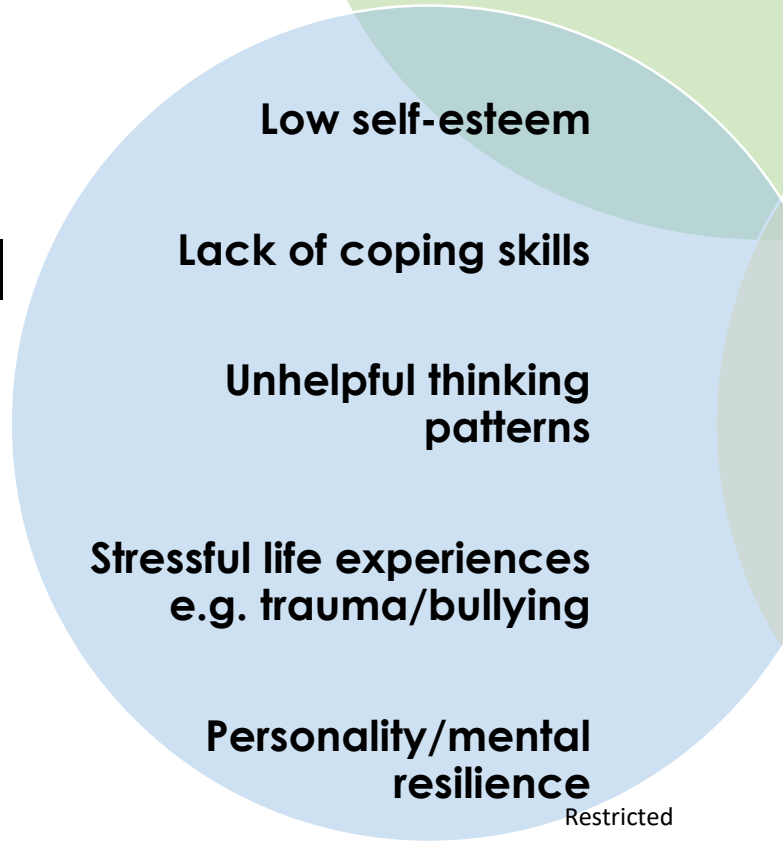 Low self-esteem
Lack of coping skills
Unhelpful thinking
patterns
Stressful life experiences
e.g. trauma/bullying
Personality/mental
resilience
Restricted